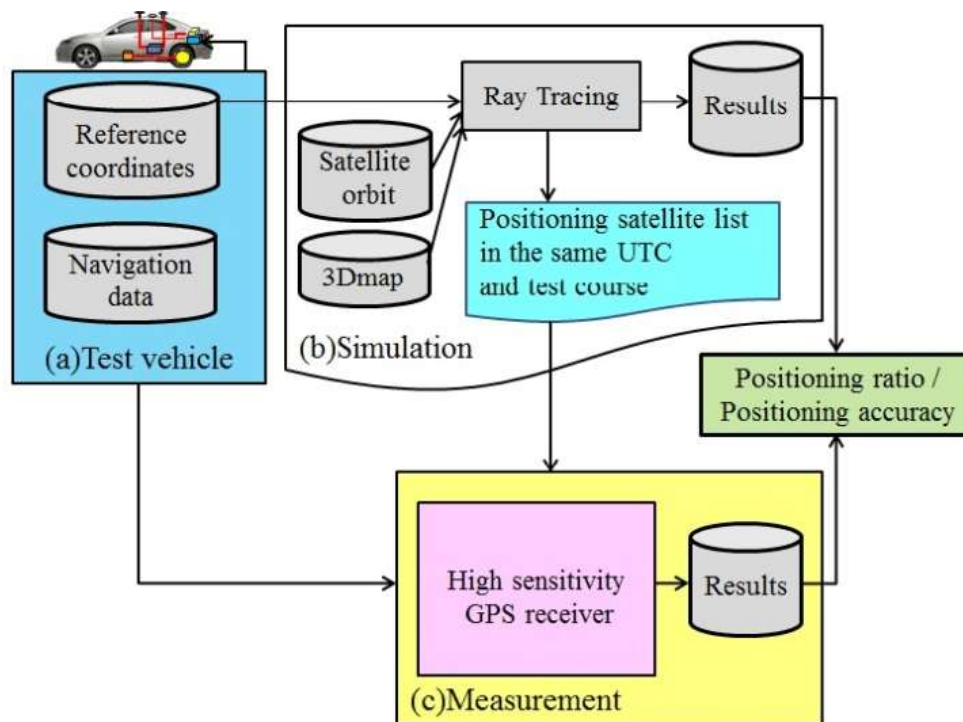 Reference
coordinates
Navigation
data
(a)Test vehicle
Ray Tracing
Results
Satellite
orbit
3Dmap
Positioning satellite list
in the same UTC
and test course
(b)Simulation
Positioning ratio /
Positioning accuracy
High sensitivity
GPS receiver
Results
(c)Measurement